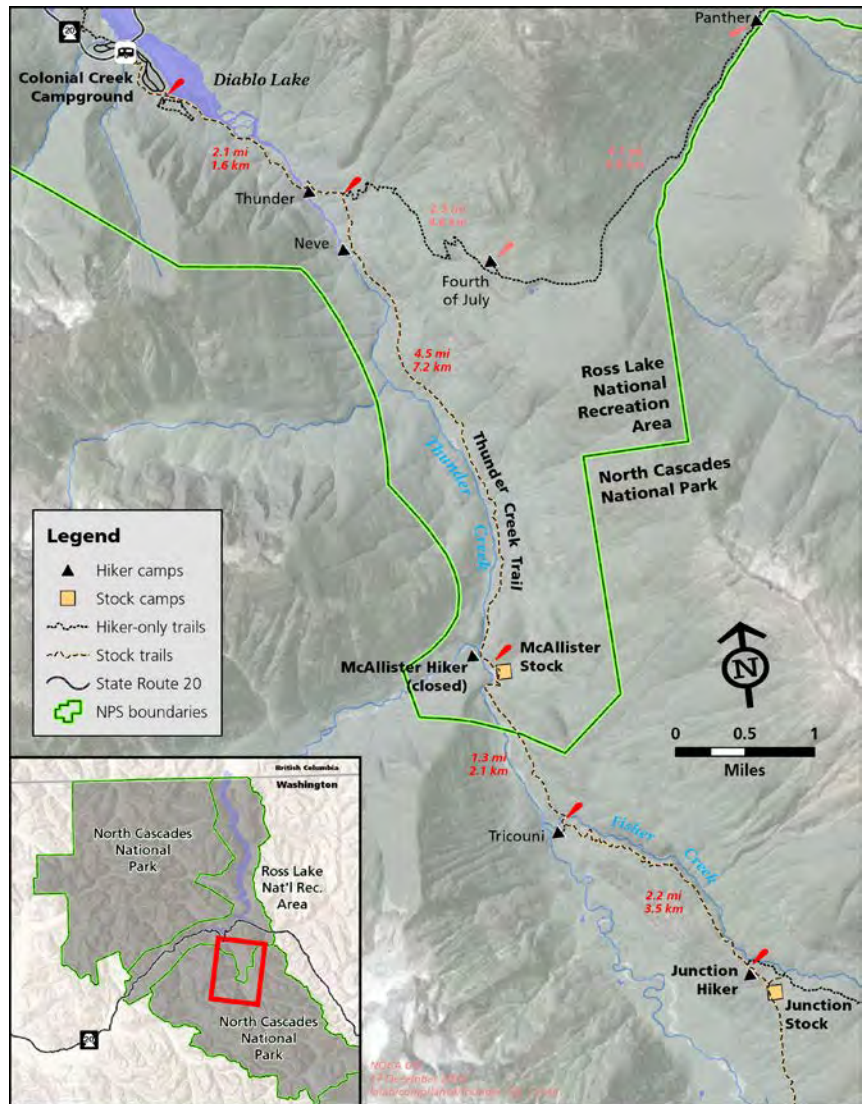 20
Panther
Colonial Creek
Campground
Diablo Lake
2.1 mi
1.6 km
Thunder
Neve
Fourth
of July
4.5 mi
7.2 km
Ross Lake
National
Recreation
Area
North Cascades
National Park
Thunder
Creek
Thunder Creek Trail
Legend
Hiker camps
Stock camps
Hiker-only trails
Stock trails
State Route 20
NPS boundaries
McAllister Hiker
(closed)
McAllister
Stock
N
0 0.5 1
Miles
1.3 mi
2.1 km
Tricouni
Fisher
Creek
2.2 mi
3.5 km
Junction
Hiker
Junction
Stock
British Columbia
Washington
North Cascades
National
Park
Ross Lake
Nat'l Rec.
Area
North Cascades
National
Park
20